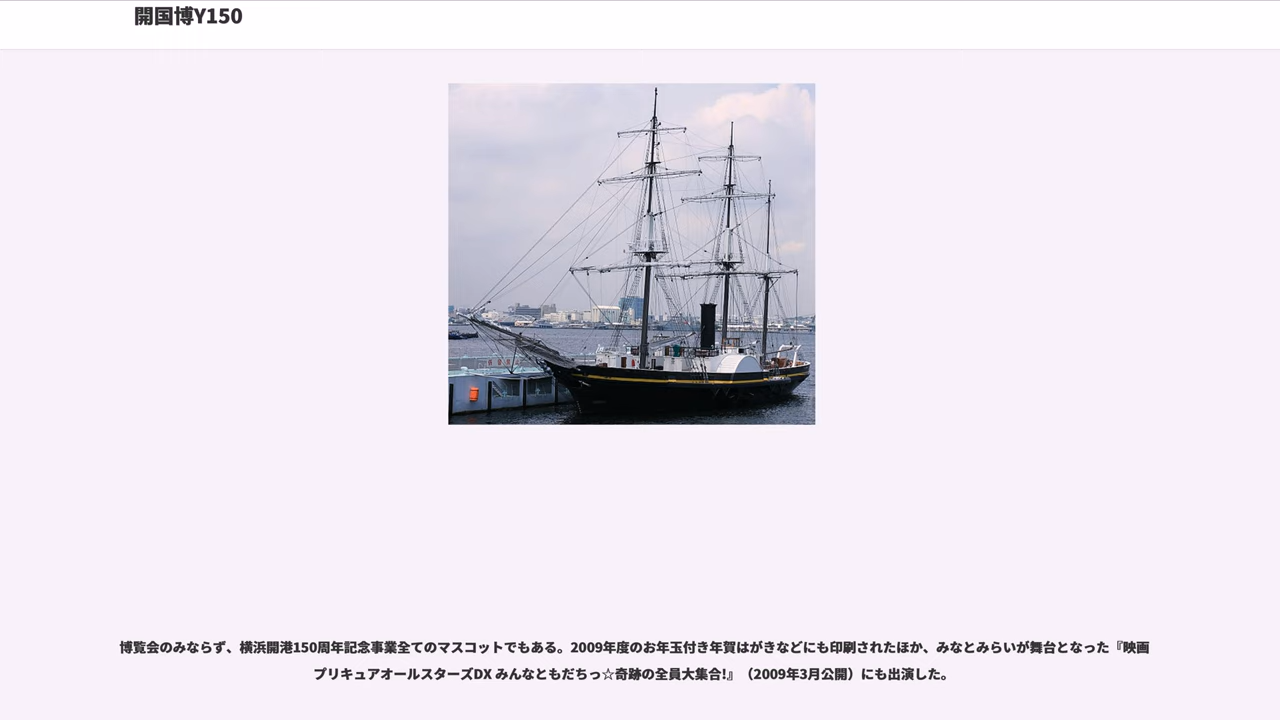 開国博Y150
博覧会のみならず、横浜開港150周年記念事業全てのマスコットでもある。2009年度のお年玉付き年賀はがきなどにも印刷されたほか、みなとみらいが舞台となった『映画
プリキュアオールスターズDX みんなともだちっ☆奇跡の全員大集合!』（2009年3月公開）にも出演した。